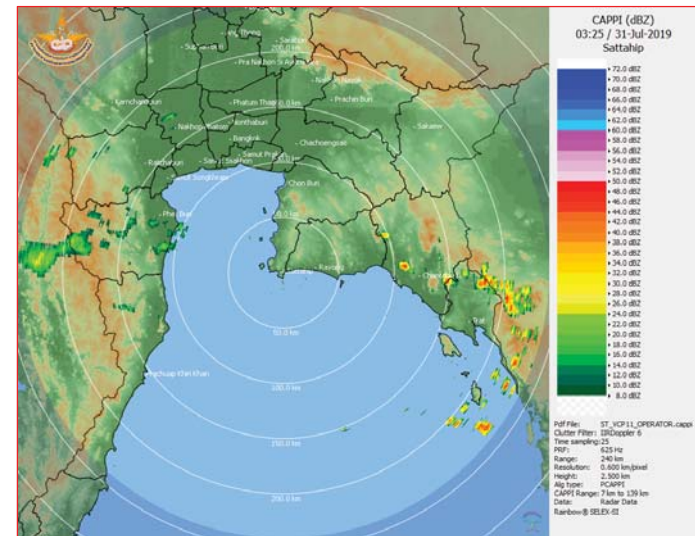 CAPPI (dBZ)
03:25 / 31-Jul-2019
Sattahip
72.0 dBZ
70.0 dBZ
68.0 dBZ
66.0 dBZ
64.0 dBZ
62.0 dBZ
60.0 dBZ
58.0 dBZ
56.0 dBZ
54.0 dBZ
52.0 dBZ
50.0 dBZ
48.0 dBZ
46.0 dBZ
44.0 dBZ
42.0 dBZ
40.0 dBZ
38.0 dBZ
36.0 dBZ
34.0 dBZ
32.0 dBZ
30.0 dBZ
28.0 dBZ
26.0 dBZ
24.0 dBZ
22.0 dBZ
20.0 dBZ
18.0 dBZ
16.0 dBZ
14.0 dBZ
12.0 dBZ
10.0 dBZ
8.0 dBZ
Pdf File: ST_VCP11_OPERATOR.cappi
Clutter Filter: IIRDoppler 6
Time sampling:25
PRF: 625 Hz
Range: 240 km
Resolution: 0.600 km/pixel
Height: 2.500 km
Alg type: PCAPPI
CAPPI Range: 7 km to 139 km
Data: Radar Data
Rainbow® SELEX-SI
200.0 km
Pra Nakhon Si
Kanchanaburi
Phatum
Prachin Buri
Nonthaburi
Sakaew
Bangkok
Chachoengsao
Samut
Ratchaburi
Chon Buri
Rayong
Trat
50.0 km
Khiri Khan
100.0 km
150.0 km
200.0 km